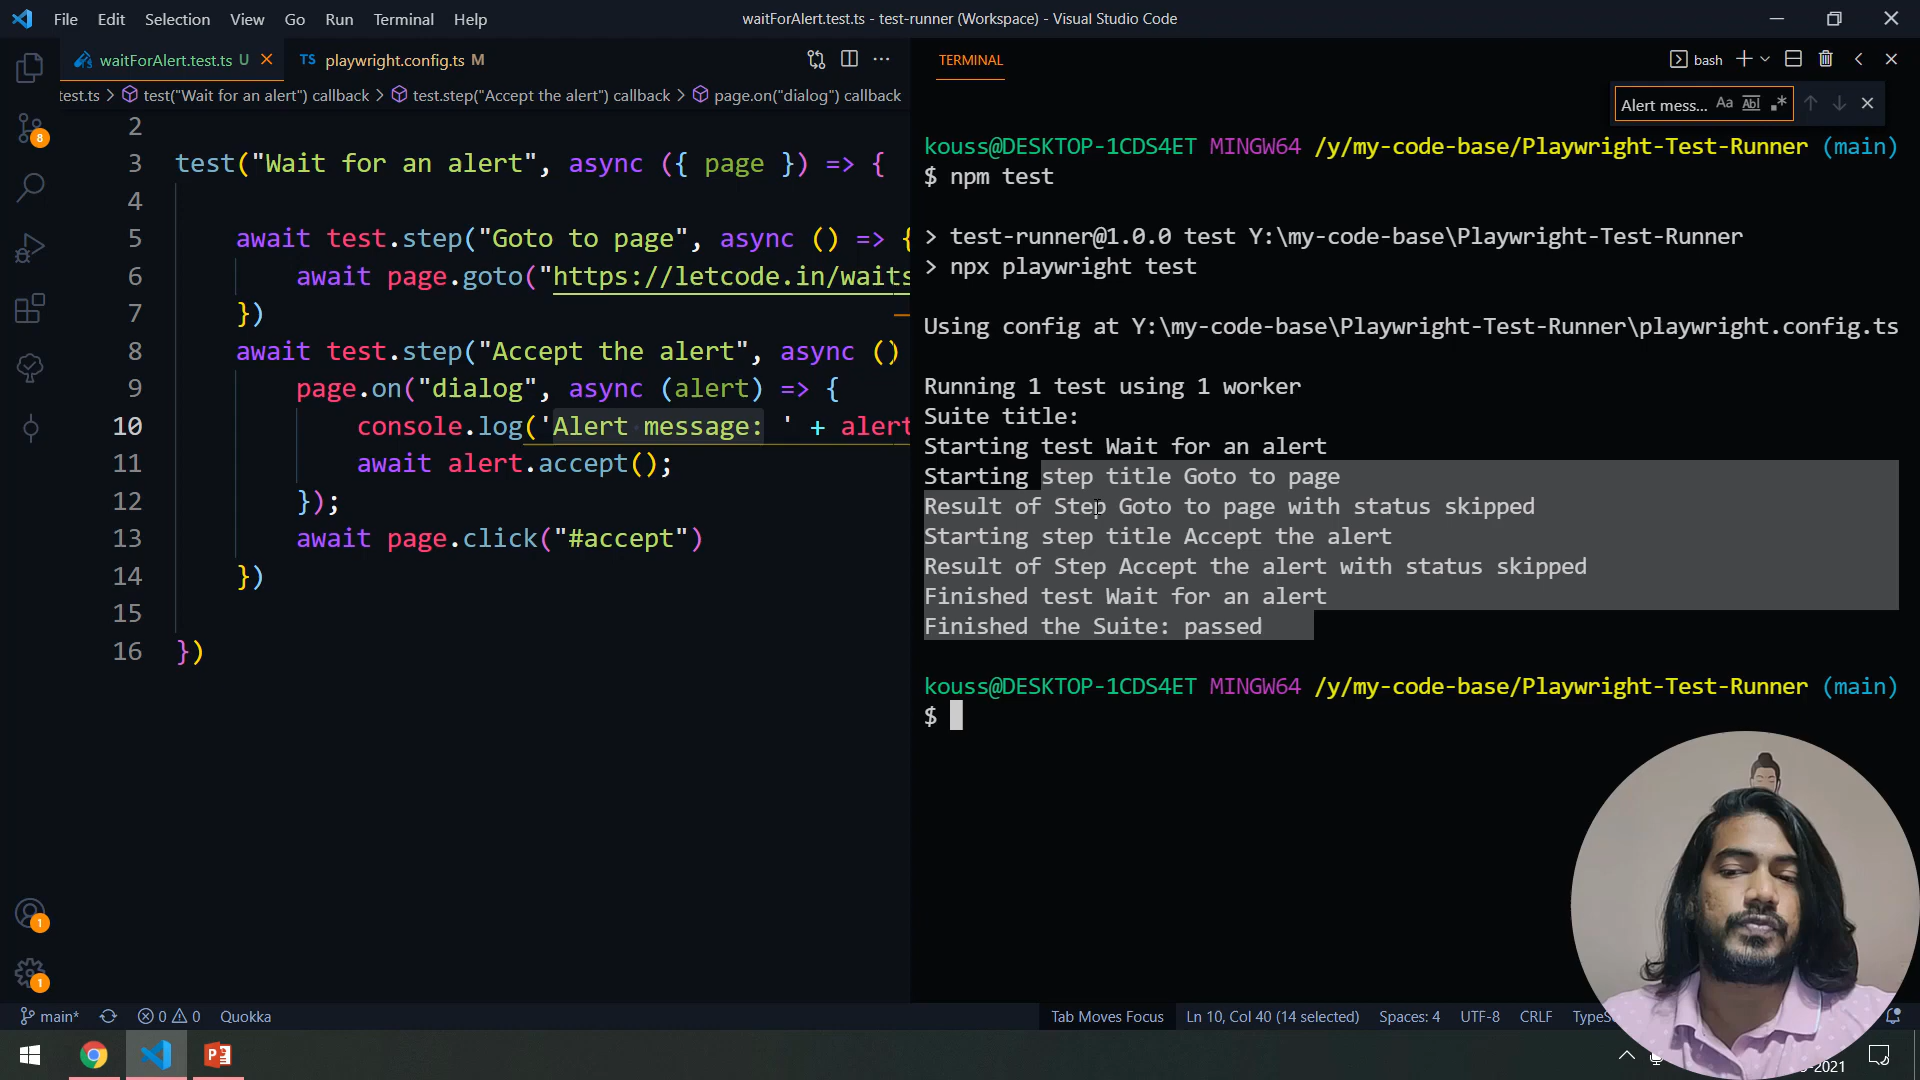 File Edit Selection View Go Run Terminal Help
waitForAlert.test.ts - test-runner (Workspace) - Visual Studio Code
waitForAlert.test.ts U
TS playwright.config.ts M
test.ts > test("Wait for an alert") callback > test.step("Accept the alert") callback > page.on("dialog") callback
2
3 test("Wait for an alert", async ({ page }) => {
4
5 await test.step("Goto to page", async () => {
6 await page.goto("https://letcode.in/waits
7 })
8 await test.step("Accept the alert", async ()
9 page.on("dialog", async (alert) => {
10 console.log('Alert message: ' + alert
11 await alert.accept();
12 });
13 await page.click("#accept")
14 })
15
16 })
TERMINAL
bash
Alert mess... Aa Abl .*
kouss@DESKTOP-1CDS4ET MINGW64 /y/my-code-base/Playwright-Test-Runner (main)
$ npm test
> test-runner@1.0.0 test Y:\my-code-base\Playwright-Test-Runner
> npx playwright test
Using config at Y:\my-code-base\Playwright-Test-Runner\playwright.config.ts
Running 1 test using 1 worker
Suite title:
Starting test Wait for an alert
Starting step title Goto to page
Result of Step Goto to page with status skipped
Starting step title Accept the alert
Result of Step Accept the alert with status skipped
Finished test Wait for an alert
Finished the Suite: passed
kouss@DESKTOP-1CDS4ET MINGW64 /y/my-code-base/Playwright-Test-Runner (main)
$
8
1
1
main* 0 0 Quokka
Tab Moves Focus Ln 10, Col 40 (14 selected) Spaces: 4 UTF-8 CRLF TypeSc
-2021